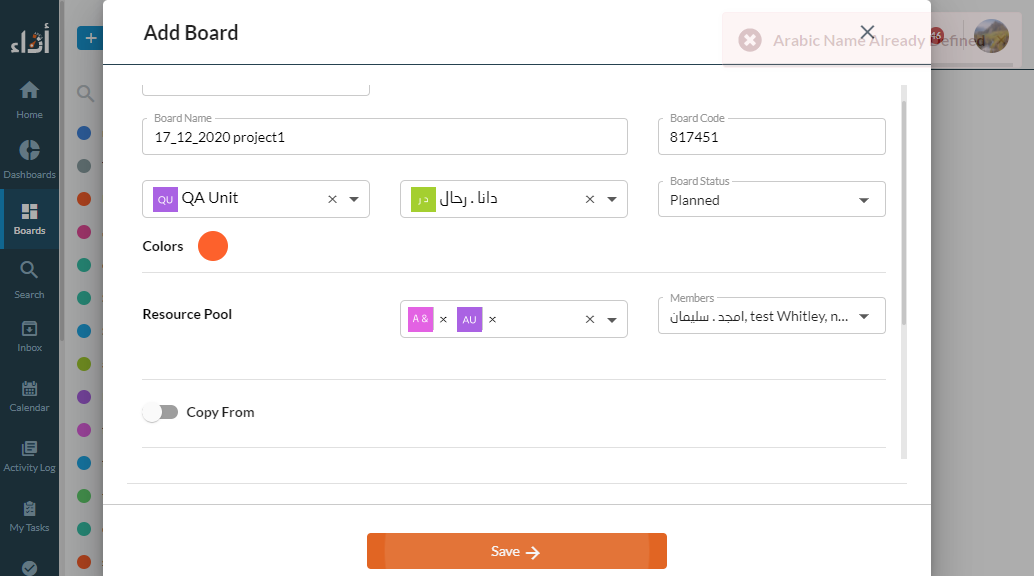 أداء
Home
Dashboards
Boards
Search
Inbox
Calendar
Activity Log
My Tasks
+
Add Board
Arabic Name Already Defined
46
Board Name
17_12_2020 project1
Board Code
817451
QU QA Unit
د ر دانا . رحال
Board Status
Planned
Colors
Resource Pool
A & × AU ×
Members
امجد . سليمان, test Whitley, n...
Copy From
Save →